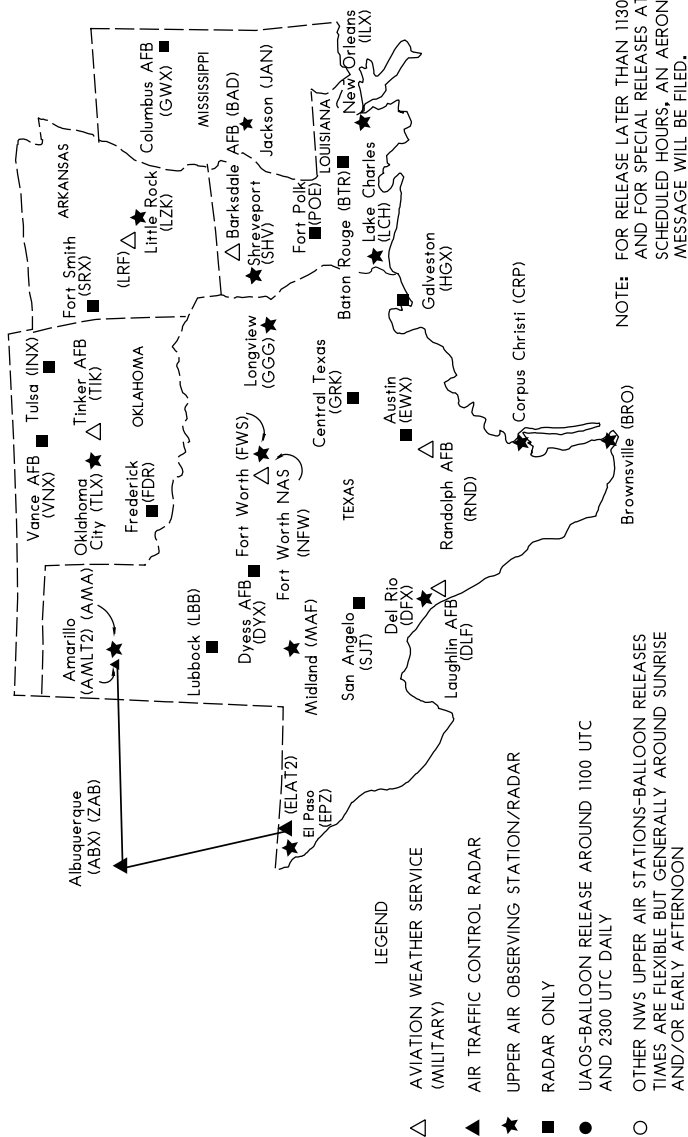 Albuquerque
(ABX) (ZAB)
Amarillo
(AMLT2) (AMA)
Vance AFB
(VNX)
Tulsa (INX)
Oklahoma
City (TLX)
Tinker AFB
(TIK)
Frederick
(FDR)
OKLAHOMA
Fort Smith
(SRX)
ARKANSAS
(LRF)
Little Rock
(LZK)
Columbus AFB
(GWX)
MISSISSIPPI
Barksdale
AFB (BAD)
Shreveport
(SHV)
Jackson (JAN)
Lubbock (LBB)
Dyess AFB
(DYX)
Fort Worth (FWS)
Fort Worth NAS
(NFW)
Longview
(GGG)
Midland (MAF)
(ELAT2)
El Paso
(EPZ)
San Angelo
(SJT)
TEXAS
Central Texas
(GRK)
Fort Polk
(POE)
LOUISIANA
Baton Rouge (BTR)
New Orleans
(ILX)
Lake Charles
(LCH)
Del Rio
(DFX)
Laughlin AFB
(DLF)
Austin
(EWX)
Randolph AFB
(RND)
Galveston
(HGX)
Corpus Christi (CRP)
Brownsville (BRO)
LEGEND
AVIATION WEATHER SERVICE
(MILITARY)
AIR TRAFFIC CONTROL RADAR
UPPER AIR OBSERVING STATION/RADAR
RADAR ONLY
UAOS-BALLOON RELEASE AROUND 1100 UTC
AND 2300 UTC DAILY
OTHER NWS UPPER AIR STATIONS-BALLOON RELEASES
TIMES ARE FLEXIBLE BUT GENERALLY AROUND SUNRISE
AND/OR EARLY AFTERNOON
NOTE: FOR RELEASE LATER THAN 1130
AND FOR SPECIAL RELEASES AT
SCHEDULED HOURS, AN AERON
MESSAGE WILL BE FILED.